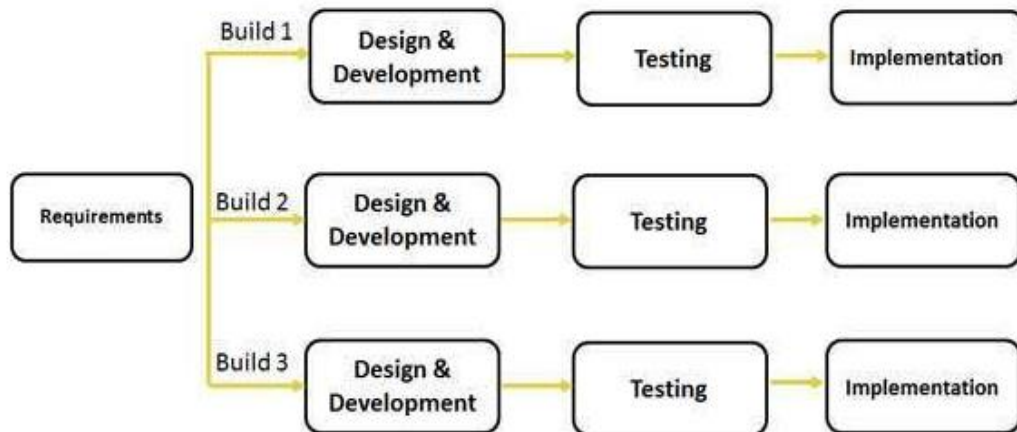 Build 1
Design &
Development
Testing
Implementation
Requirements
Build 2
Design &
Development
Testing
Implementation
Build 3
Design &
Development
Testing
Implementation